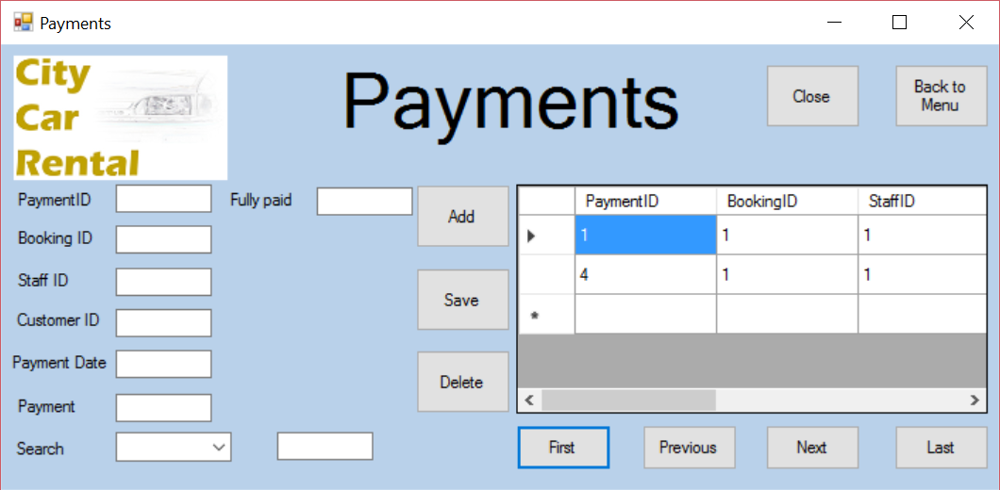 Payments
City
Car
Rental
Payments
Close
Back to
Menu
PaymentID
Fully paid
Booking ID
Staff ID
Customer ID
Payment Date
Payment
Search
Add
Save
Delete
PaymentID BookingID StaffID
1 1 1
4 1 1
*
First Previous Next Last